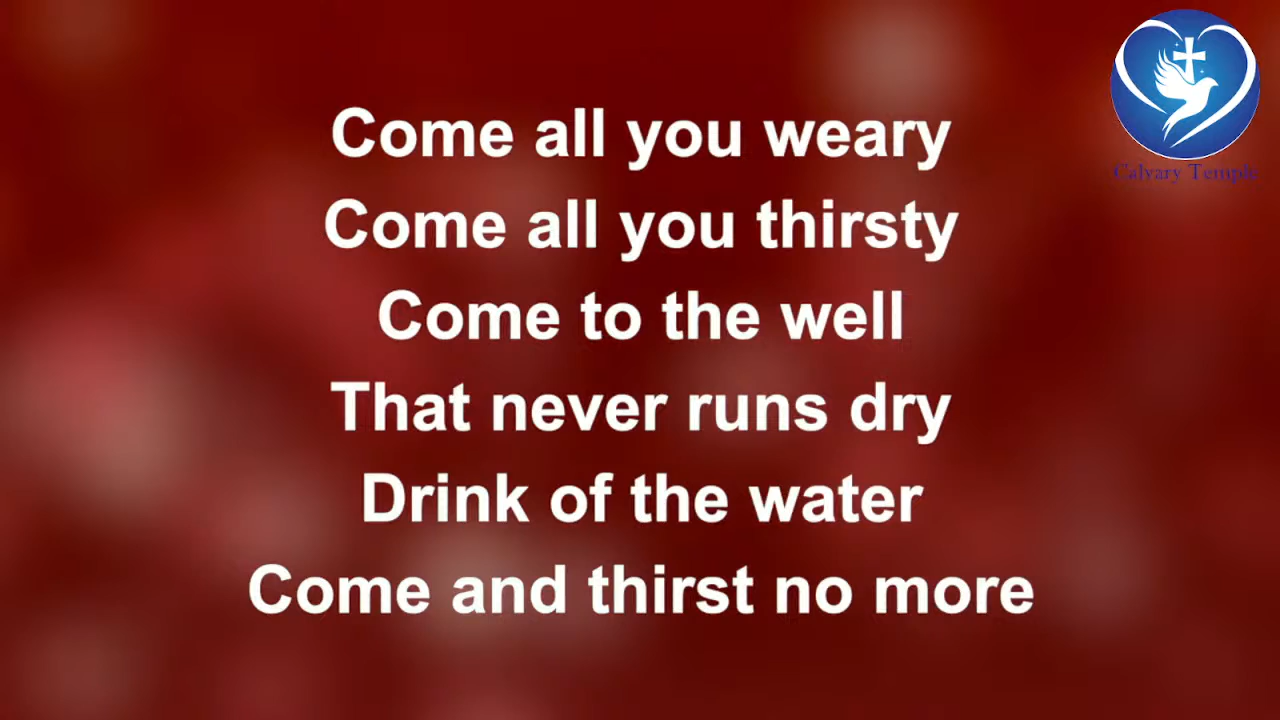 Come all you weary
Come all you thirsty
Come to the well
That never runs dry
Drink of the water
Come and thirst no more
Calvary Temple